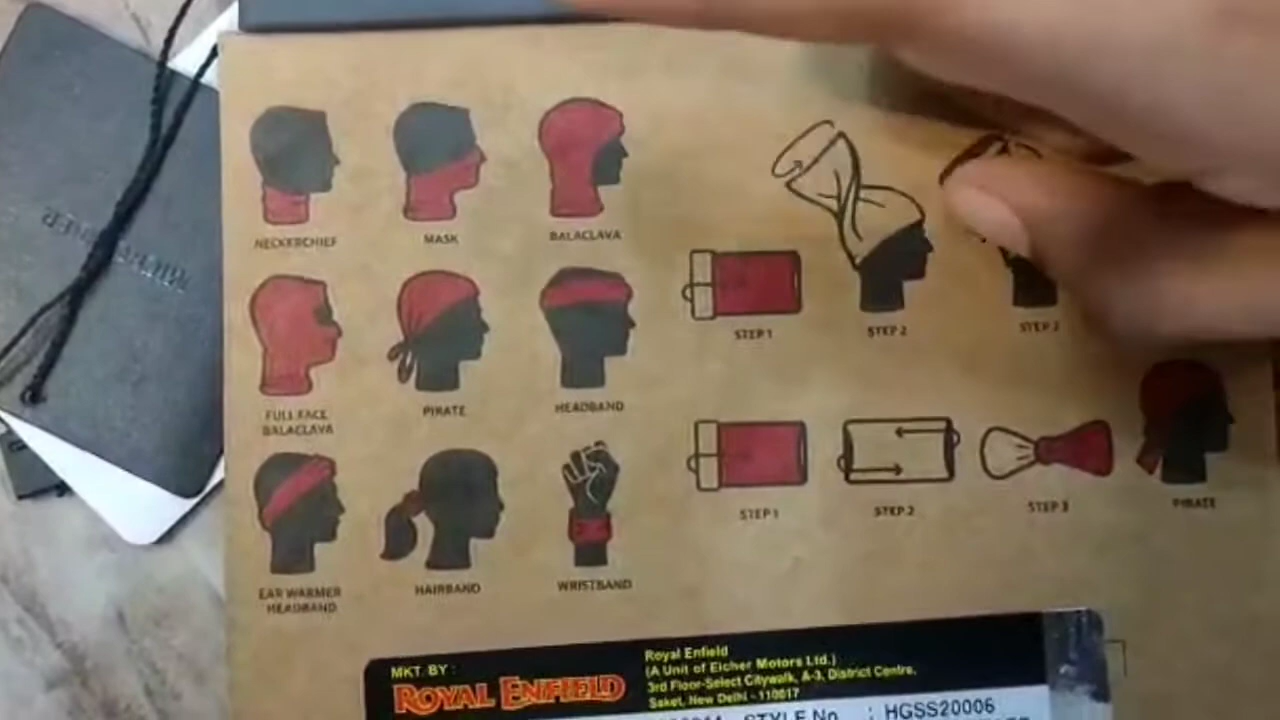 NECKERCHIEF
MASK
BALACLAVA
FULL FACE
BALACLAVA
PIRATE
HEADBAND
EAR WARMER
HEADBAND
HAIRBAND
WRISTBAND
STEP 1
STEP 2
STEP 3
STEP 1
STEP 2
STEP 3
PIRATE
MKT BY :
ROYAL ENFIELD
Royal Enfield
(A Unit of Eicher Motors Ltd.)
3rd Floor-Select Citywalk, A-3, District Centre,
Saket, New Delhi - 110017
STYLE No. : HGSS20006